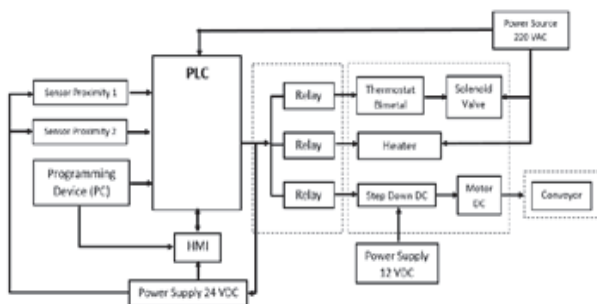 Power Source
220 VAC
PLC
Sensor Proximity 1
Sensor Proximity 2
Programming
Device (PC)
HMI
Power Supply 24 VDC
Relay
Relay
Relay
Thermostat
Bimetal
Solenoid
Valve
Heater
Step Down DC
Motor
DC
Conveyor
Power Supply
12 VDC